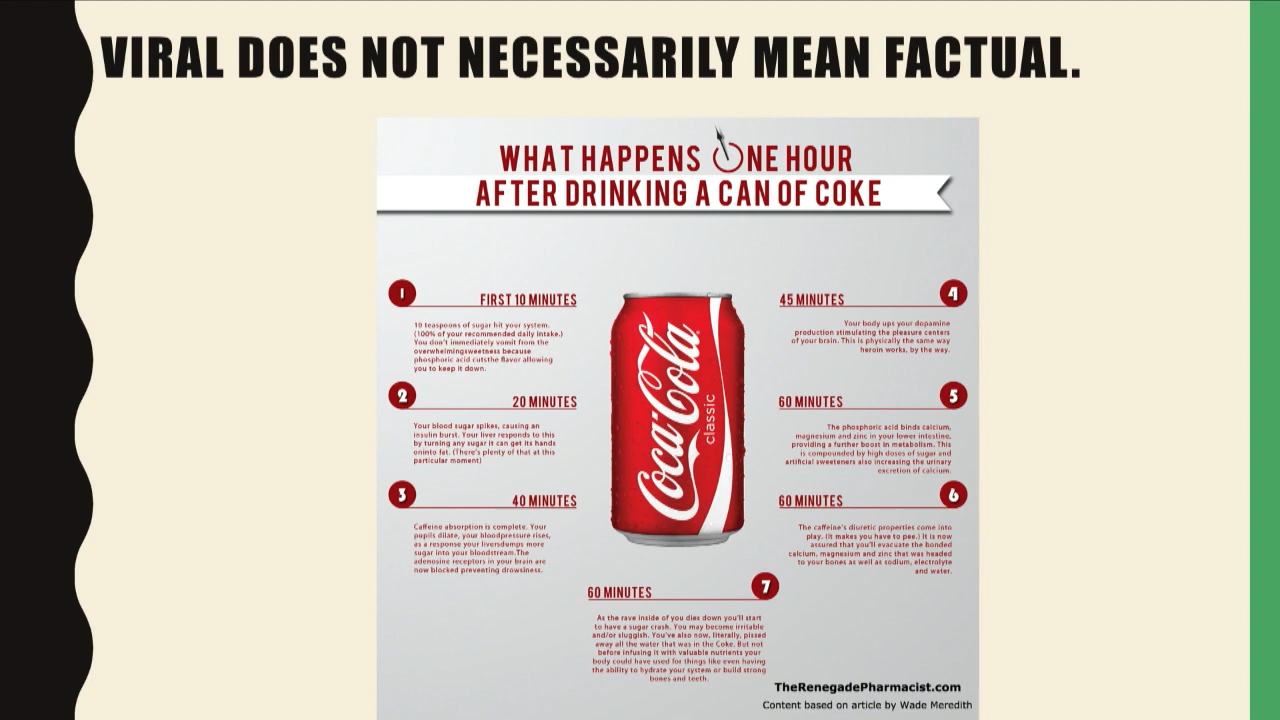 VIRAL DOES NOT NECESSARILY MEAN FACTUAL.
WHAT HAPPENS ONE HOUR
AFTER DRINKING A CAN OF COKE
1
FIRST 10 MINUTES
10 teaspoons of sugar hit your system.
(100% of your recommended daily intake.)
You don't immediately vomit from the
overwhelmingsweetness because
phosphoric acid cutsthe flavor allowing
you to keep it down.
2
20 MINUTES
Your blood sugar spikes, causing an
insulin burst. Your liver responds to this
by turning any sugar it can get its hands
oninto fat. (There's plenty of that at this
particular moment)
3
40 MINUTES
Caffeine absorption is complete. Your
pupils dilate, your bloodpressure rises,
as a response your liversdumps more
sugar into your bloodstream.The
adenosine receptors in your brain are
now blocked preventing drowsiness.
Coca-Cola
classic
4
45 MINUTES
Your body ups your dopamine
production stimulating the pleasure centers
of your brain. This is physically the same way
heroin works, by the way.
5
60 MINUTES
The phosphoric acid binds calcium,
magnesium and zinc in your lower intestine,
providing a further boost in metabolism. This
is compounded by high doses of sugar and
artificial sweeteners also increasing the urinary
excretion of calcium.
6
60 MINUTES
The caffeine's diuretic properties come into
play. (It makes you have to pee.) It is now
assured that you'll evacuate the bonded
calcium, magnesium and zinc that was headed
to your bones as well as sodium, electrolyte
and water.
7
60 MINUTES
As the rave inside of you dies down you'll start
to have a sugar crash. You may become irritable
and/or sluggish. You've also now, literally, pissed
away all the water that was in the Coke. But not
before infusing it with valuable nutrients your
body could have used for things like even having
the ability to hydrate your system or build strong
bones and teeth.
TheRenegadePharmacist.com
Content based on article by Wade Meredith